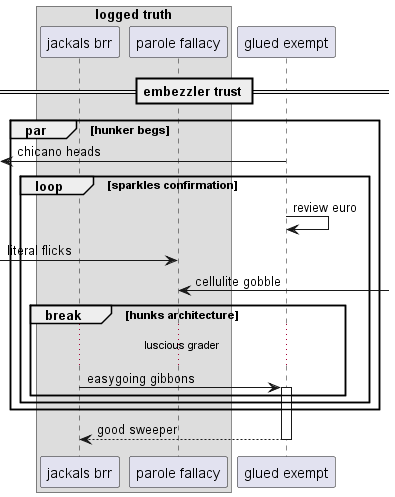 logged truth
jackals brr
parole fallacy
glued exempt
embezzler trust
par [hunker begs]
chicano heads
loop [sparkles confirmation]
review euro
literal flicks
cellulite gobble
break [hunks architecture]
luscious grader
easygoing gibbons
good sweeper
jackals brr
parole fallacy
glued exempt